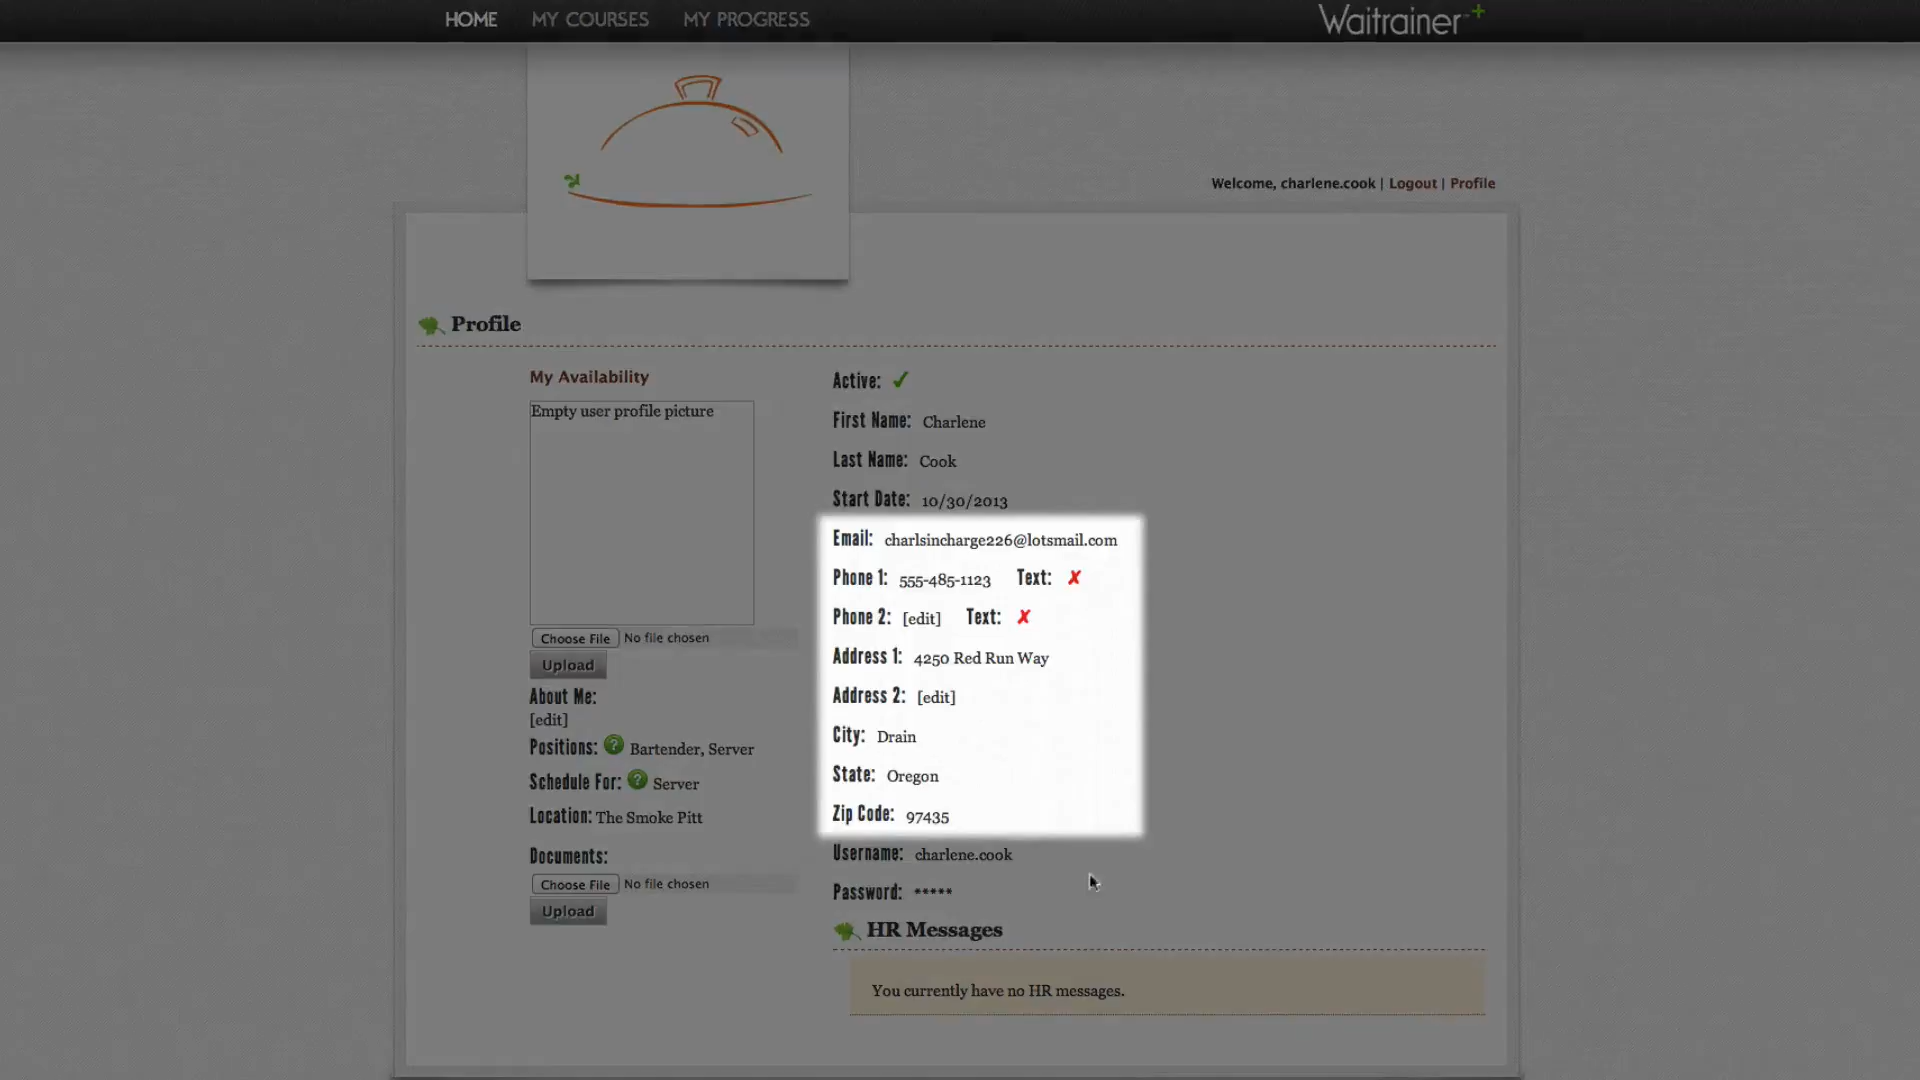 HOME MY COURSES MY PROGRESS
Waitrainer+
Welcome, charlene.cook | Logout | Profile
Profile
My Availability
Empty user profile picture
Choose File No file chosen
Upload
About Me:
[edit]
Positions: ? Bartender, Server
Schedule For: ? Server
Location: The Smoke Pitt
Documents:
Choose File No file chosen
Upload
Active: ✓
First Name: Charlene
Last Name: Cook
Start Date: 10/30/2013
Email: charlsincharge226@lotsmail.com
Phone 1: 555-485-1123 Text: ✗
Phone 2: [edit] Text: ✗
Address 1: 4250 Red Run Way
Address 2: [edit]
City: Drain
State: Oregon
Zip Code: 97435
Username: charlene.cook
Password: *****
HR Messages
You currently have no HR messages.